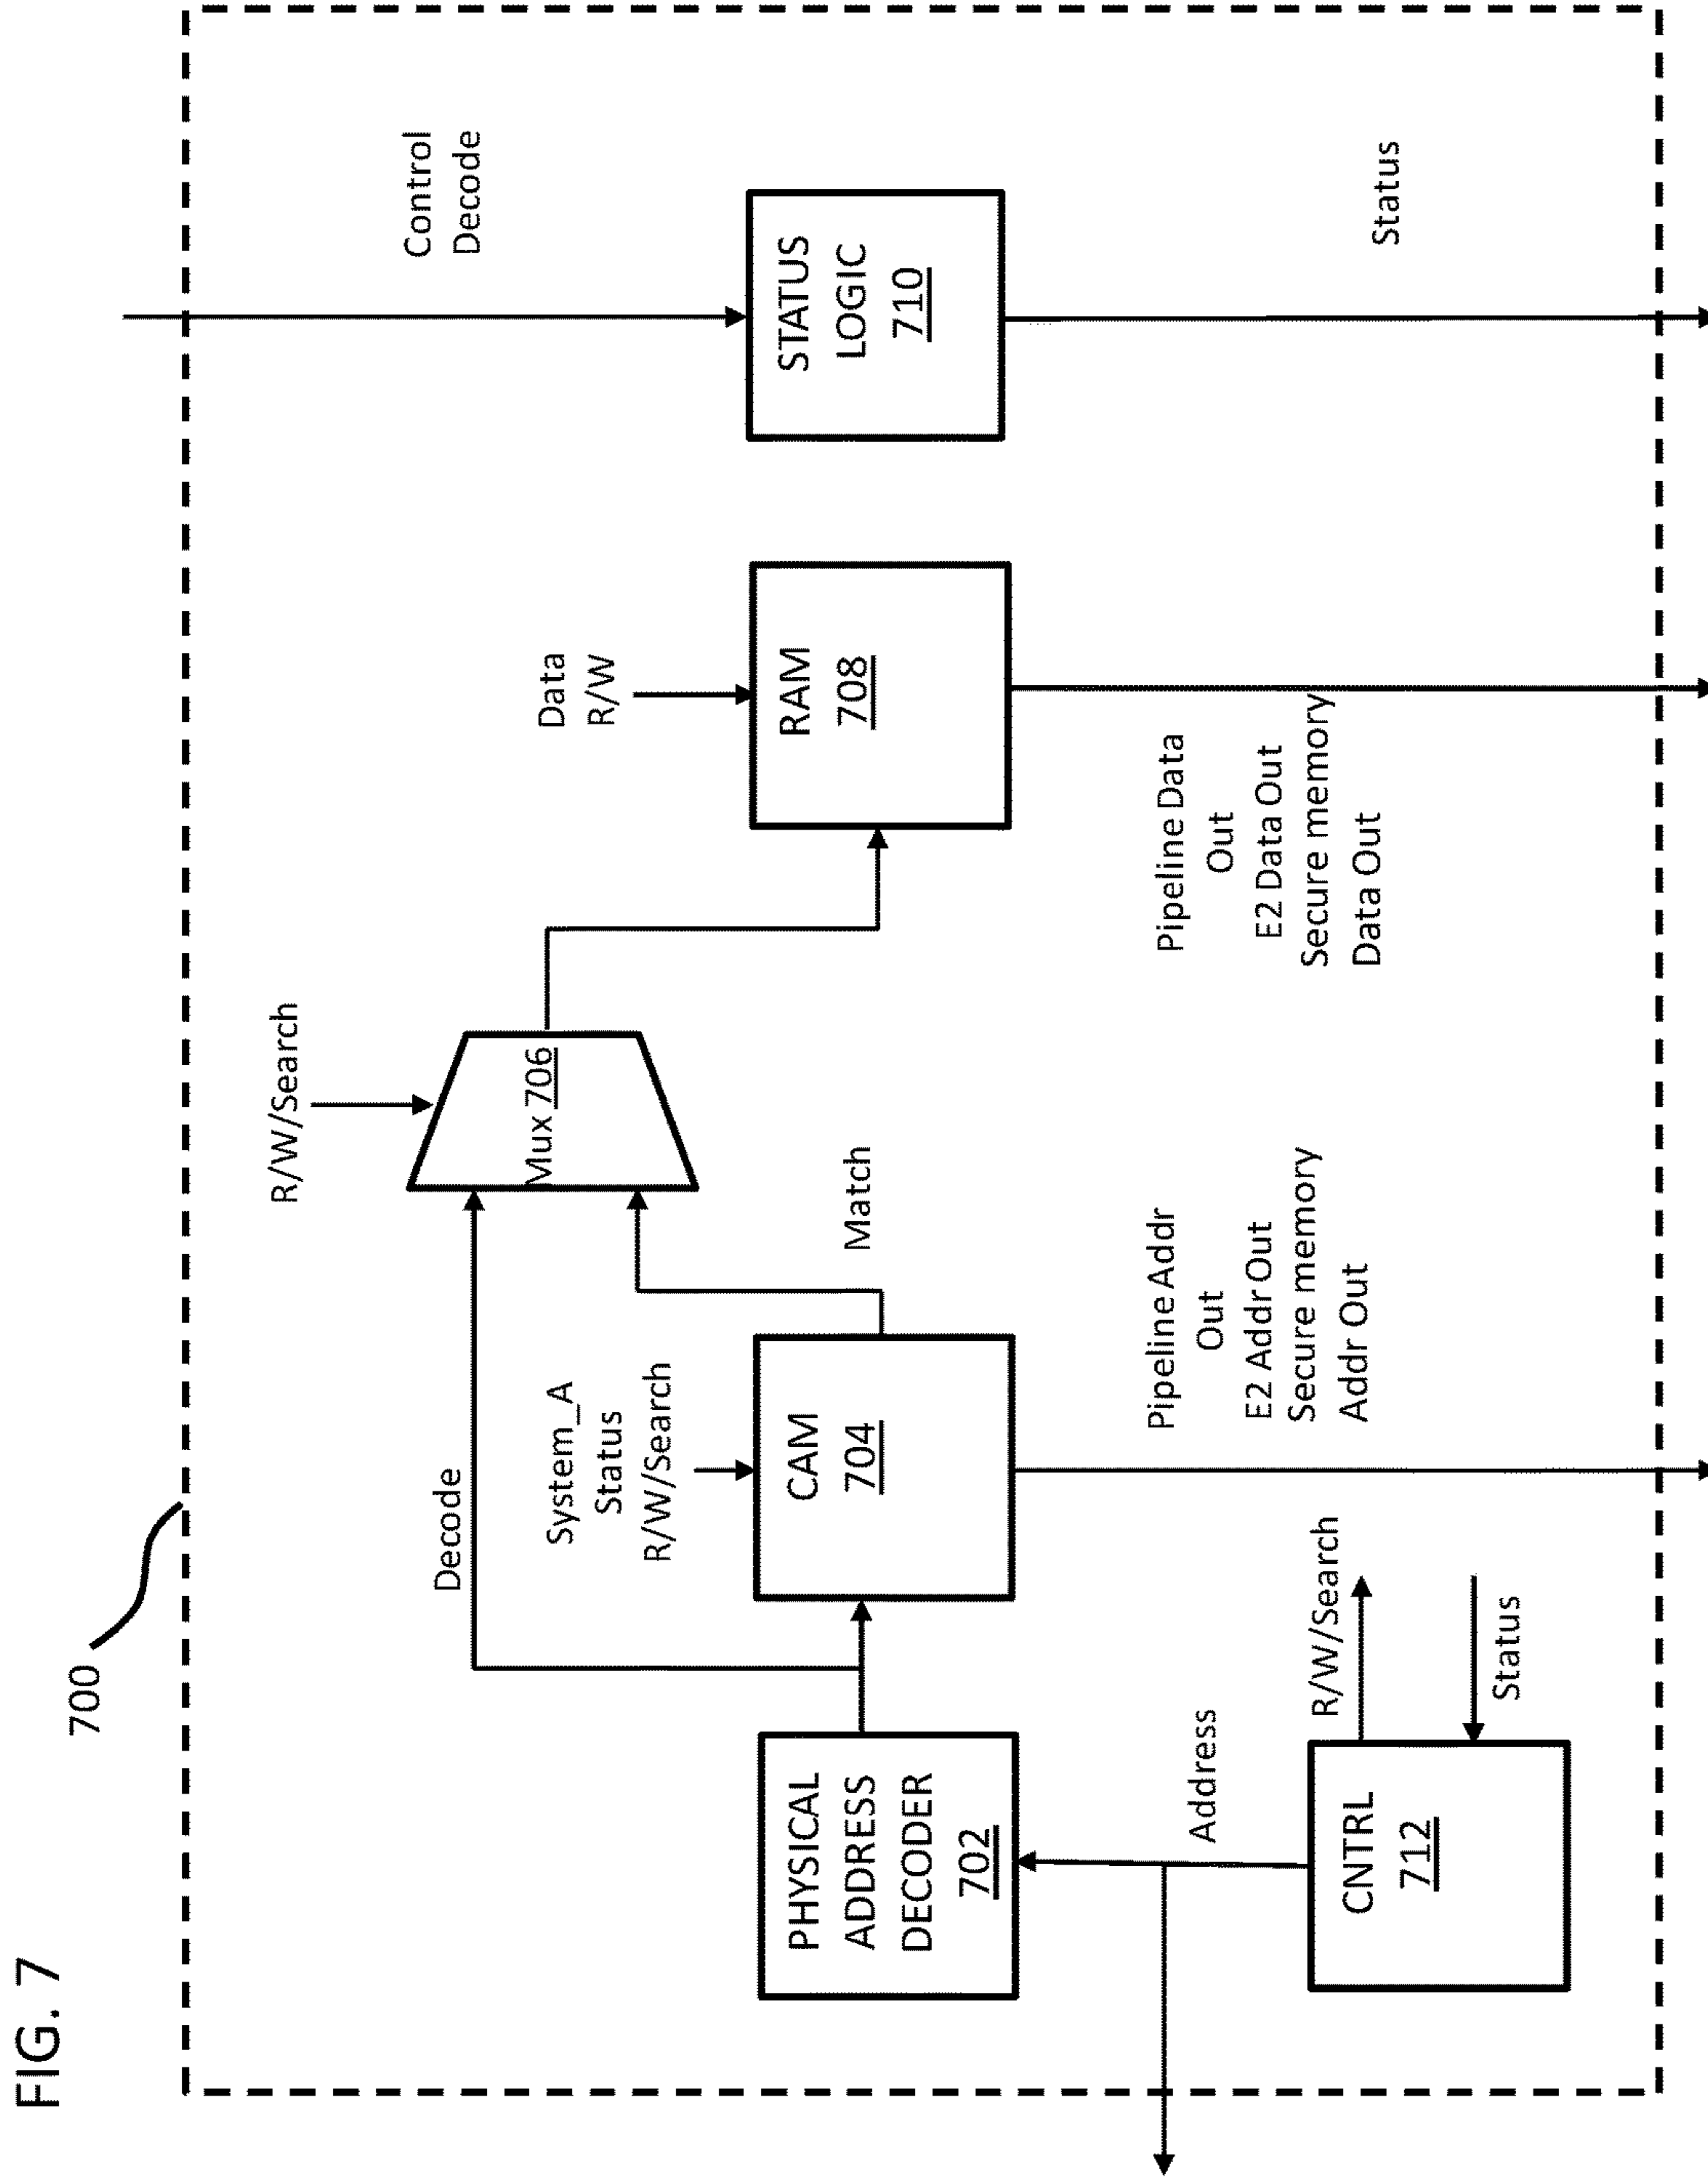 FIG. 7
700
R/W/Search
Control
Decode
Decode
Mux 706
Data
R/W
System_A
Status
R/W/Search
Match
PHYSICAL
ADDRESS
DECODER
702
CAM
704
RAM
708
STATUS
LOGIC
710
Address
Pipeline Addr
Out
E2 Addr Out
Secure memory
Addr Out
Pipeline Data
Out
E2 Data Out
Secure memory
Data Out
Status
R/W/Search
CNTRL
712
Status